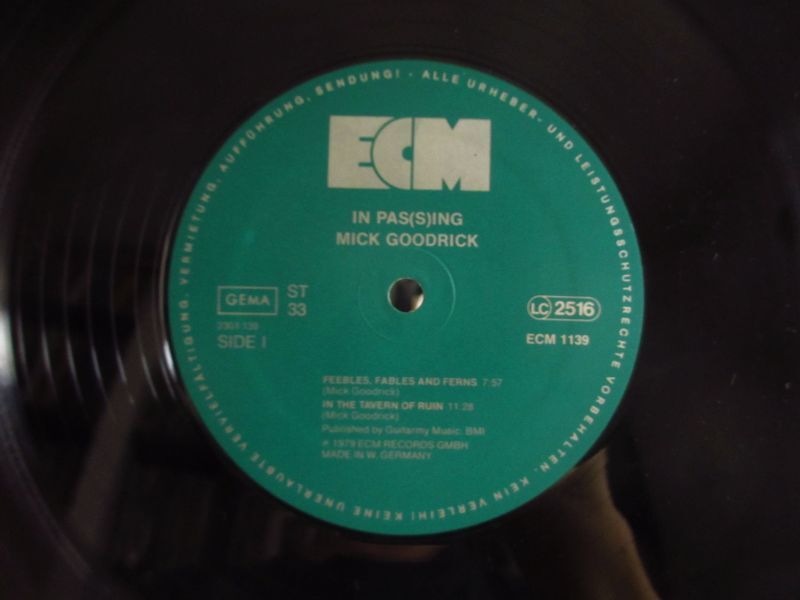 ALLE URHEBER- UND LEISTUNGSSCHUTZRECHTE VORBEHALTEN - KEIN VERLEIH! KEINE UNERLAUBTE VERVIELFÄLTIGUNG, VERMIETUNG, AUFFÜHRUNG, SENDUNG! -
ECM
IN PAS(S)ING
MICK GOODRICK
GEMA
ST
33
LC 2516
2301 139
SIDE I
ECM 1139
FEEBLES, FABLES AND FERNS 7:57
(Mick Goodrick)
IN THE TAVERN OF RUIN 11:28
(Mick Goodrick)
Published by Guitarmy Music, BMI
℗ 1979 ECM RECORDS GMBH
MADE IN W. GERMANY